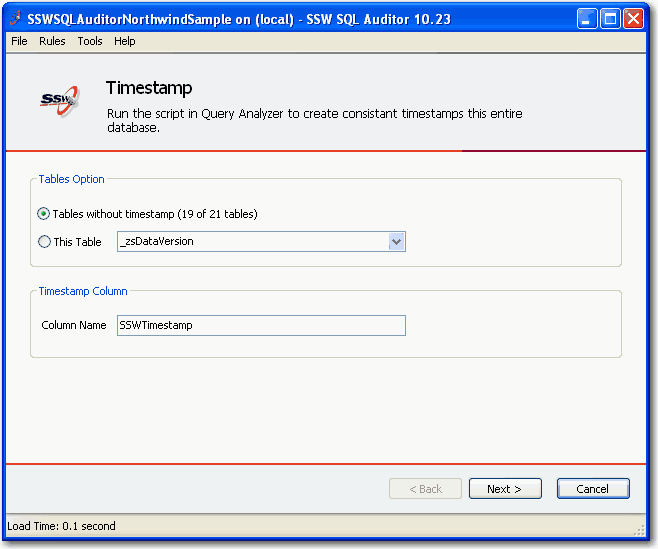 SSWSQLAuditorNorthwindSample on (local) - SSW SQL Auditor 10.23
File Rules Tools Help
SSW
Timestamp
Run the script in Query Analyzer to create consistant timestamps this entire
database.
Tables Option
Tables without timestamp (19 of 21 tables)
This Table _zsDataVersion
Timestamp Column
Column Name SSWTimestamp
< Back Next > Cancel
Load Time: 0.1 second